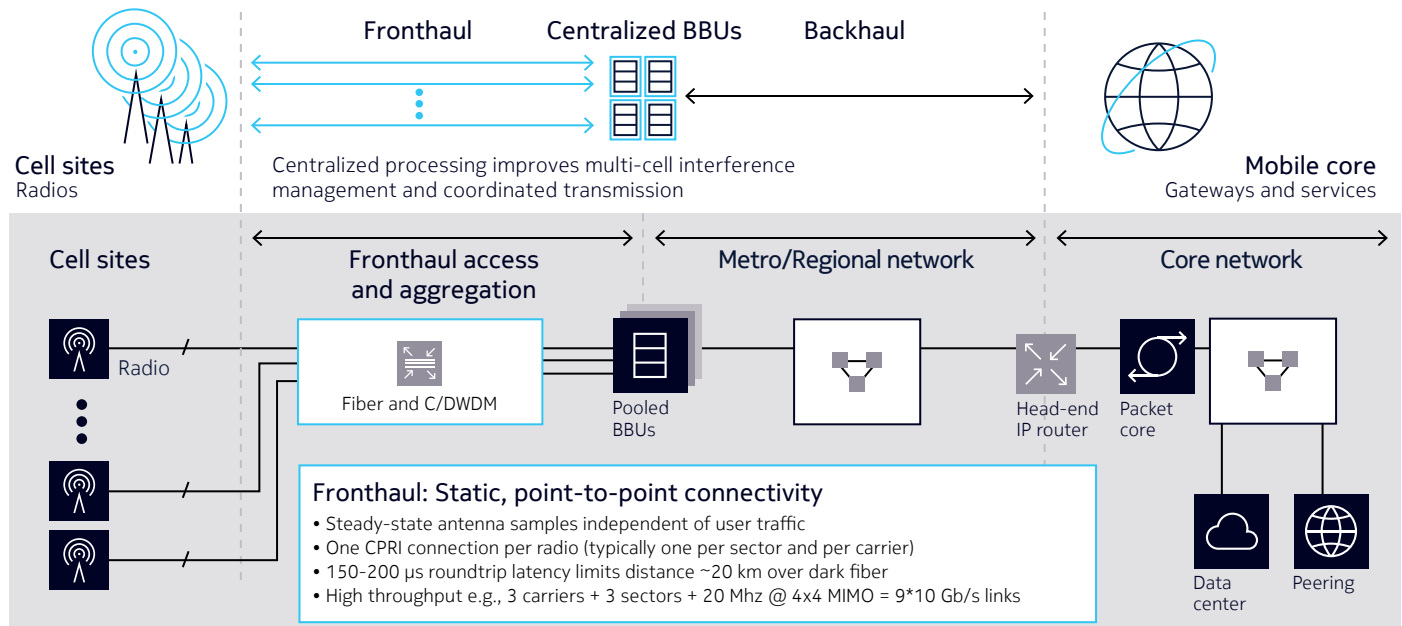 Fronthaul
Centralized BBUs
Backhaul
Cell sites
Radios
Centralized processing improves multi-cell interference
management and coordinated transmission
Mobile core
Gateways and services
Cell sites
Fronthaul access
and aggregation
Metro/Regional network
Core network
Radio
Fiber and C/DWDM
Pooled
BBUs
Head-end
IP router
Packet
core
Fronthaul: Static, point-to-point connectivity
• Steady-state antenna samples independent of user traffic
• One CPRI connection per radio (typically one per sector and per carrier)
• 150-200 µs roundtrip latency limits distance ~20 km over dark fiber
• High throughput e.g., 3 carriers + 3 sectors + 20 Mhz @ 4x4 MIMO = 9*10 Gb/s links
Data
center
Peering